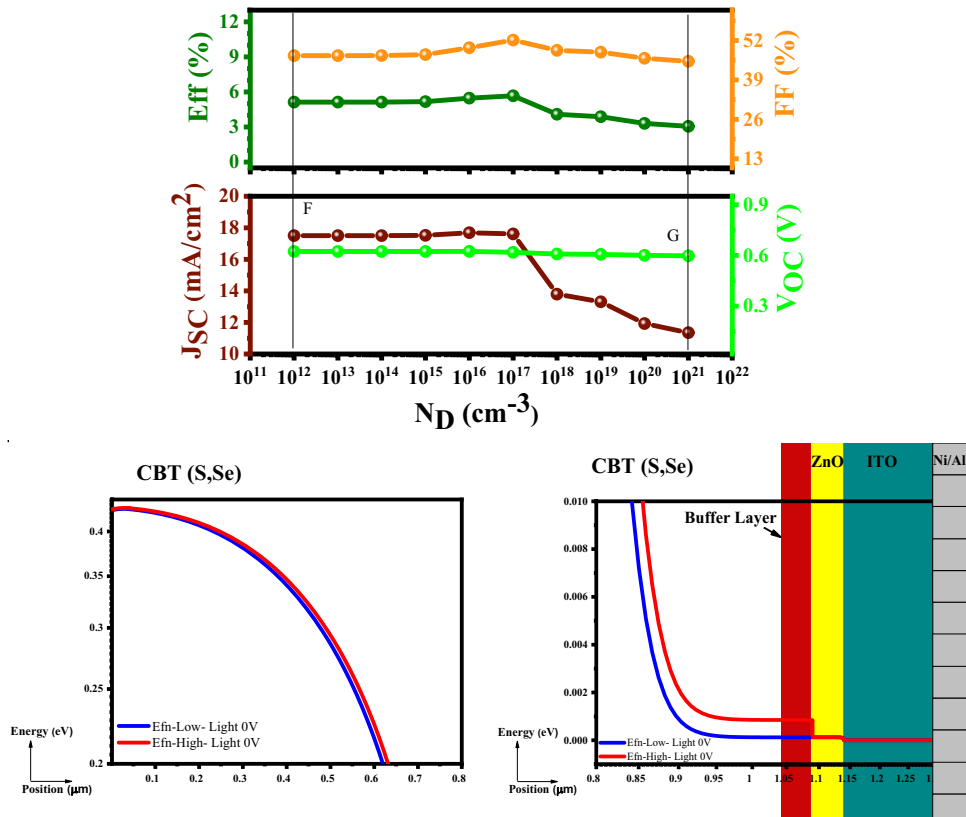 12
9
6
3
0
Eff (%)
52
39
26
13
FF (%)
20
18
16
14
12
10
J_SC (mA/cm²)
0.9
0.6
0.3
V_OC (V)
F
G
10¹¹ 10¹² 10¹³ 10¹⁴ 10¹⁵ 10¹⁶ 10¹⁷ 10¹⁸ 10¹⁹ 10²⁰ 10²¹ 10²²
N_D (cm⁻³)
CBT (S,Se)
0.4
0.35
0.3
0.25
0.2
Efn-Low- Light 0V
Efn-High- Light 0V
0.1 0.2 0.3 0.4 0.5 0.6 0.7 0.8
Energy (eV)
Position (μm)
CBT (S,Se)
ZnO
ITO
Ni/Al
Buffer Layer
0.010
0.008
0.006
0.004
0.002
0.000
Efn-Low- Light 0V
Efn-High- Light 0V
0.8 0.85 0.9 0.95 1 1.05 1.1 1.15 1.2 1.25
Energy (eV)
Position (μm)